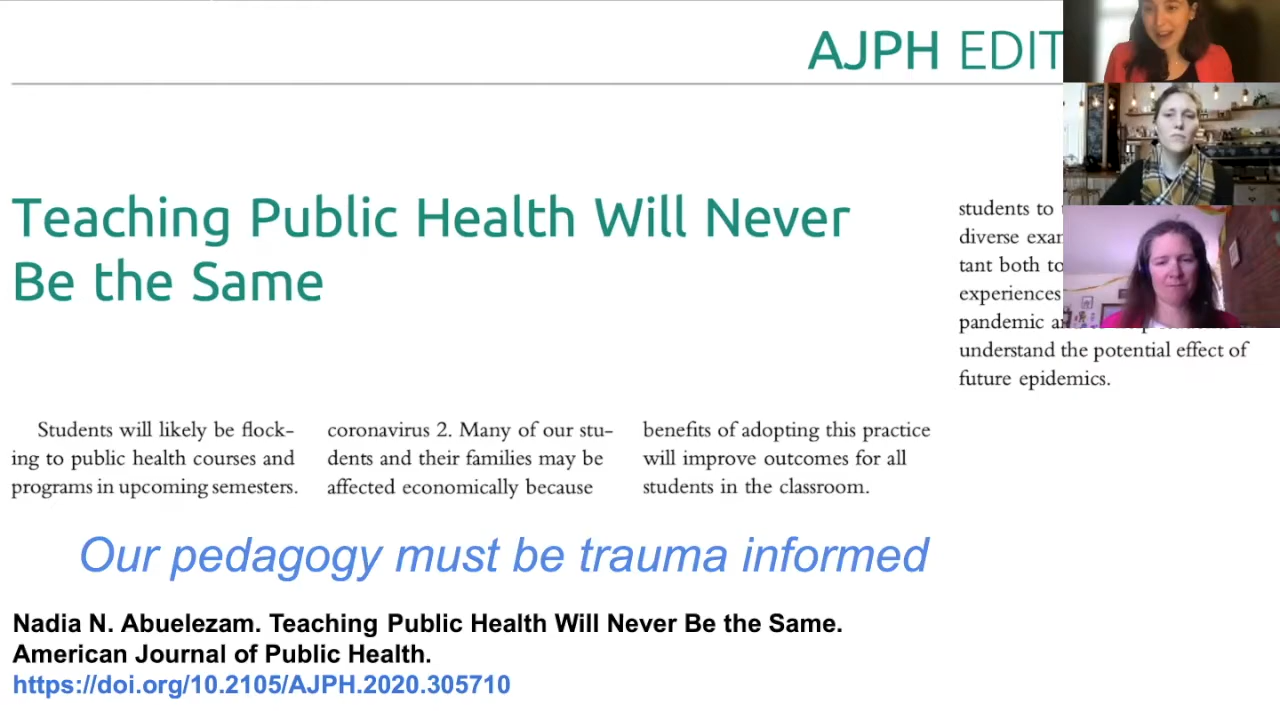 AJPH EDIT
Teaching Public Health Will Never
Be the Same
Students will likely be flock-
ing to public health courses and
programs in upcoming semesters.
coronavirus 2. Many of our stu-
dents and their families may be
affected economically because
benefits of adopting this practice
will improve outcomes for all
students in the classroom.
students to
diverse exam
tant both to
experiences
pandemic
understand the potential effect of
future epidemics.
Our pedagogy must be trauma informed
Nadia N. Abuelezam. Teaching Public Health Will Never Be the Same.
American Journal of Public Health.
https://doi.org/10.2105/AJPH.2020.305710